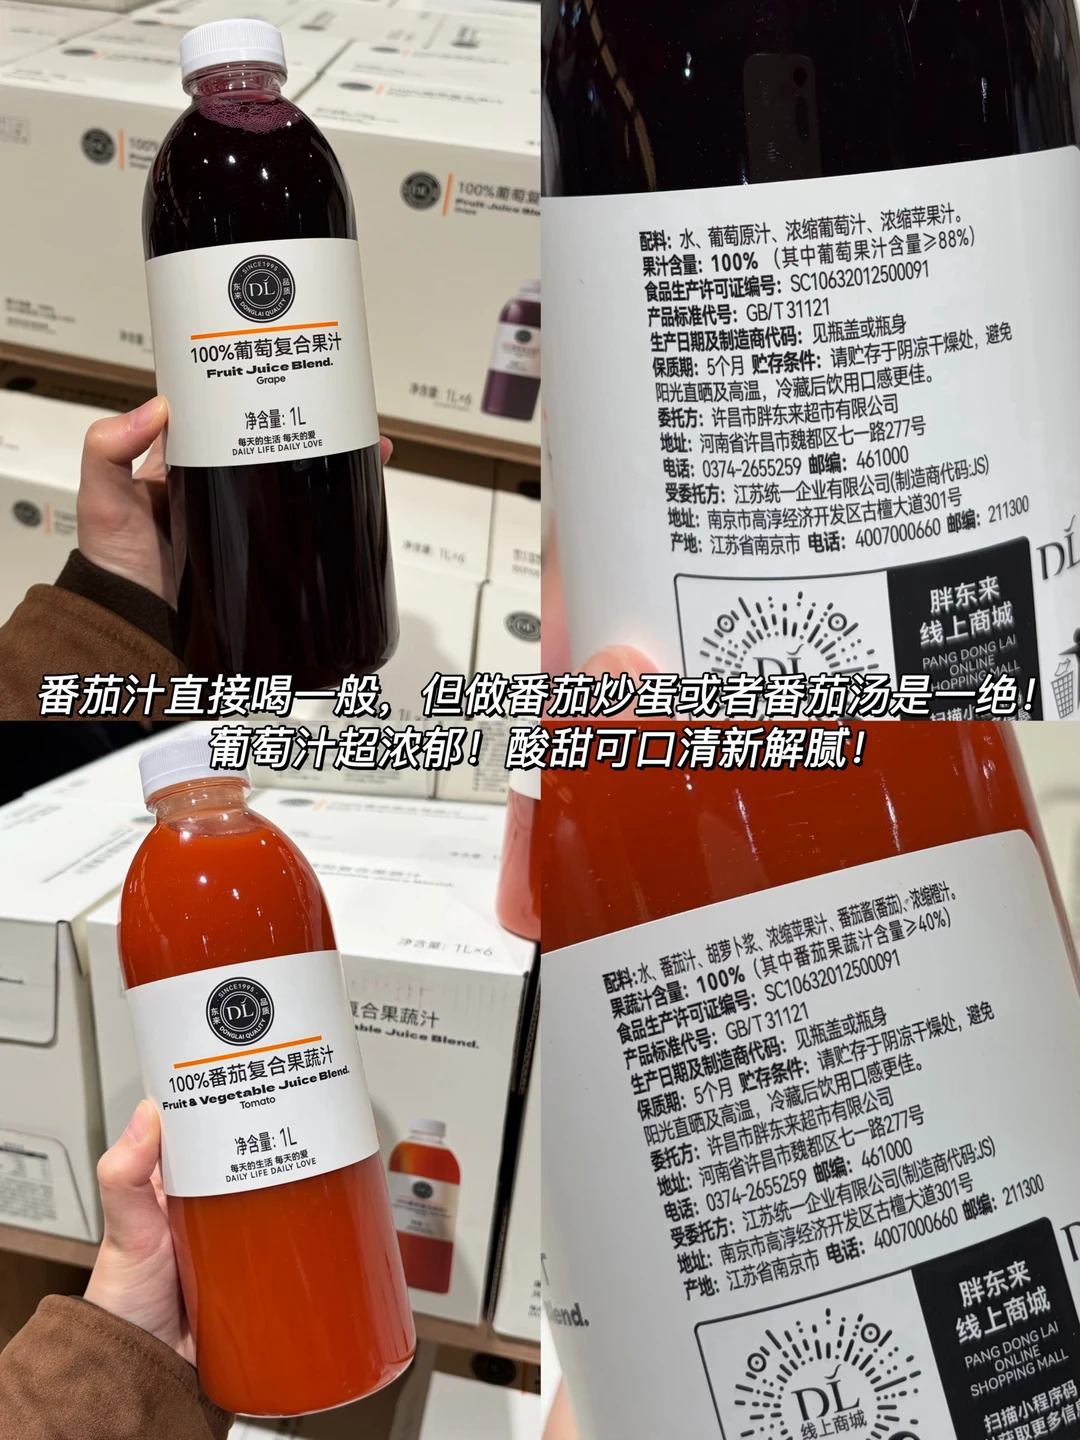 SINCE1995
东来 DL 品质
DONGLAI QUALITY
100%葡萄复合果汁
Fruit Juice Blend.
Grape
净含量: 1L
每天的生活 每天的爱
DAILY LIFE DAILY LOVE
净含量: 1L×6
配料: 水、葡萄原汁、浓缩葡萄汁、浓缩苹果汁。
果汁含量: 100% (其中葡萄果汁含量≥88%)
食品生产许可证编号: SC10632012500091
产品标准代号: GB/T 31121
生产日期及制造商代码: 见瓶盖或瓶身
保质期: 5个月 贮存条件: 请贮存于阴凉干燥处, 避免
阳光直晒及高温, 冷藏后饮用口感更佳。
委托方: 许昌市胖东来超市有限公司
地址: 河南省许昌市魏都区七一路277号
电话: 0374-2655259 邮编: 461000
受委托方: 江苏统一企业有限公司(制造商代码:JS)
地址: 南京市高淳经济开发区古檀大道301号
产地: 江苏省南京市 电话: 4007000660 邮编: 211300
DL
胖东来
线上商城
PANG DONG LAI
ONLINE
SHOPPING MALL
扫描小
番茄汁直接喝一般，但做番茄炒蛋或者番茄汤是一绝！
葡萄汁超浓郁！酸甜可口清新解腻！
SINCE1995
东来 DL 品质
DONGLAI QUALITY
100%番茄复合果蔬汁
Fruit & Vegetable Juice Blend.
Tomato
净含量: 1L
每天的生活 每天的爱
DAILY LIFE DAILY LOVE
净含量: 1L×6
复合果蔬汁
able Juice Blend.
配料: 水、番茄汁、胡萝卜浆、浓缩苹果汁、番茄酱(番茄)、浓缩橙汁。
果蔬汁含量: 100% (其中番茄果蔬汁含量≥40%)
食品生产许可证编号: SC10632012500091
产品标准代号: GB/T 31121
生产日期及制造商代码: 见瓶盖或瓶身
保质期: 5个月 贮存条件: 请贮存于阴凉干燥处, 避免
阳光直晒及高温, 冷藏后饮用口感更佳。
委托方: 许昌市胖东来超市有限公司
地址: 河南省许昌市魏都区七一路277号
电话: 0374-2655259 邮编: 461000
受委托方: 江苏统一企业有限公司(制造商代码:JS)
地址: 南京市高淳经济开发区古檀大道301号
产地: 江苏省南京市 电话: 4007000660 邮编: 211300
lend.
DL
线上商城
胖东来
线上商城
PANG DONG LAI
ONLINE
SHOPPING MALL
扫描小程序码
获取更多信